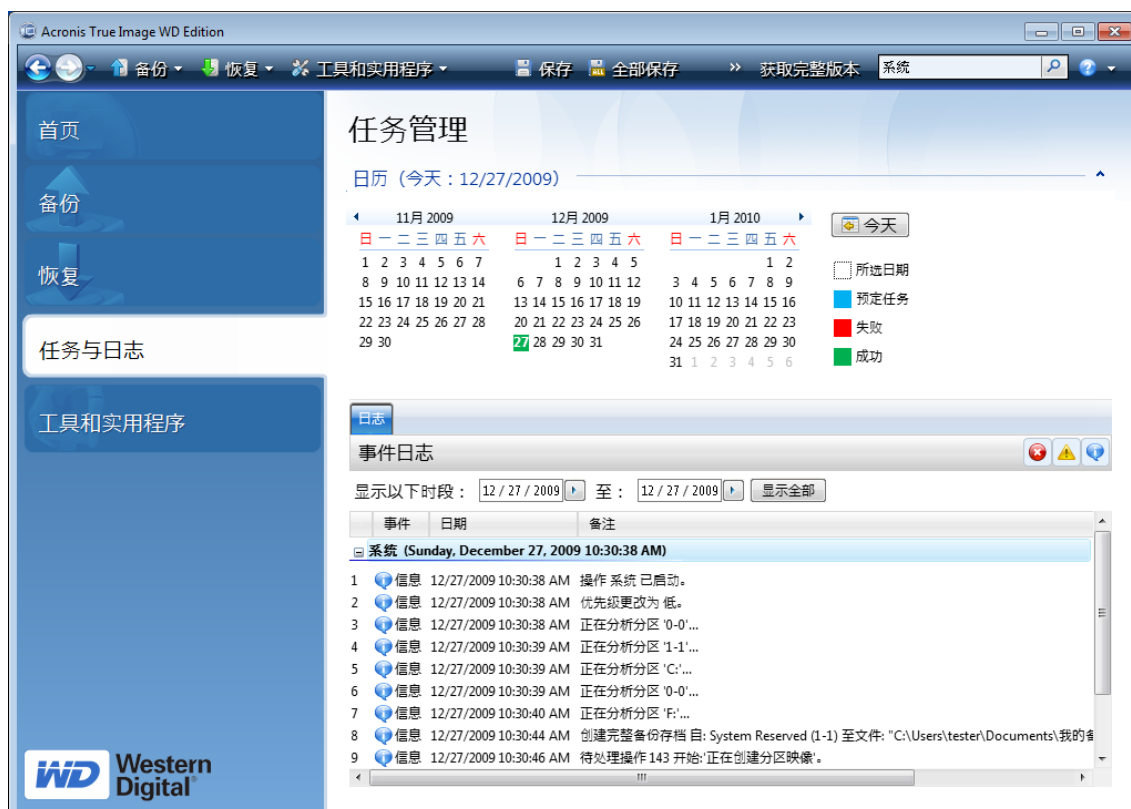 Acronis True Image WD Edition
备份 恢复 工具和实用程序 保存 全部保存 » 获取完整版本 系统
首页
备份
恢复
任务与日志
工具和实用程序
任务管理
日历（今天：12/27/2009）
11月 2009 12月 2009 1月 2010
日 一 二 三 四 五 六 日 一 二 三 四 五 六 日 一 二 三 四 五 六
1 2 3 4 5 6 7 1 2 3 4 5 1 2
8 9 10 11 12 13 14 6 7 8 9 10 11 12 3 4 5 6 7 8 9
15 16 17 18 19 20 21 13 14 15 16 17 18 19 10 11 12 13 14 15 16
22 23 24 25 26 27 28 20 21 22 23 24 25 26 17 18 19 20 21 22 23
29 30 27 28 29 30 31 24 25 26 27 28 29 30
31 1 2 3 4 5 6
今天
所选日期
预定任务
失败
成功
日志
事件日志
显示以下时段： 12 / 27 / 2009 至： 12 / 27 / 2009 显示全部
事件 日期 备注
系统 (Sunday, December 27, 2009 10:30:38 AM)
1 信息 12/27/2009 10:30:38 AM 操作 系统 已启动。
2 信息 12/27/2009 10:30:38 AM 优先级更改为 低。
3 信息 12/27/2009 10:30:38 AM 正在分析分区 '0-0'...
4 信息 12/27/2009 10:30:39 AM 正在分析分区 '1-1'...
5 信息 12/27/2009 10:30:39 AM 正在分析分区 'C:'...
6 信息 12/27/2009 10:30:39 AM 正在分析分区 '0-0'...
7 信息 12/27/2009 10:30:40 AM 正在分析分区 'F:'...
8 信息 12/27/2009 10:30:44 AM 创建完整备份存档 自: System Reserved (1-1) 至文件: "C:\Users\tester\Documents\我的备
9 信息 12/27/2009 10:30:46 AM 待处理操作 143 开始:'正在创建分区映像'。
WD Western
Digital®